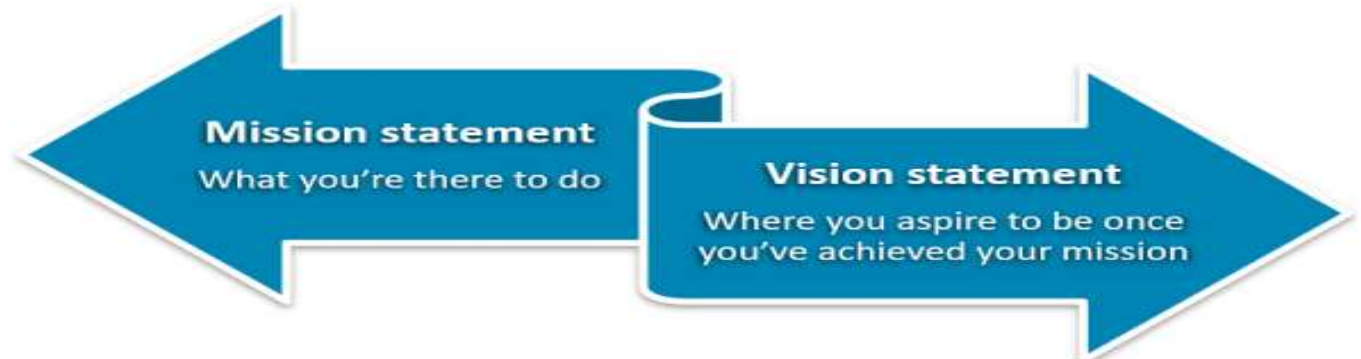 Mission statement
What you're there to do
Vision statement
Where you aspire to be once
you've achieved your mission